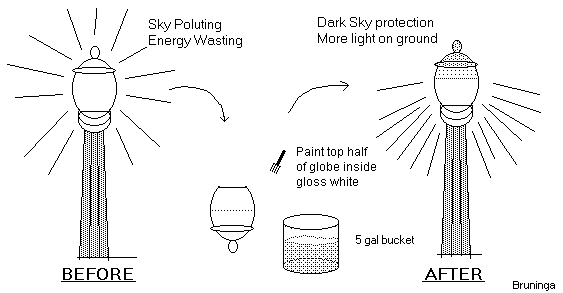 Sky Poluting
Energy Wasting
Dark Sky protection
More light on ground
Paint top half
of globe inside
gloss white
5 gal bucket
BEFORE
AFTER
Bruninga